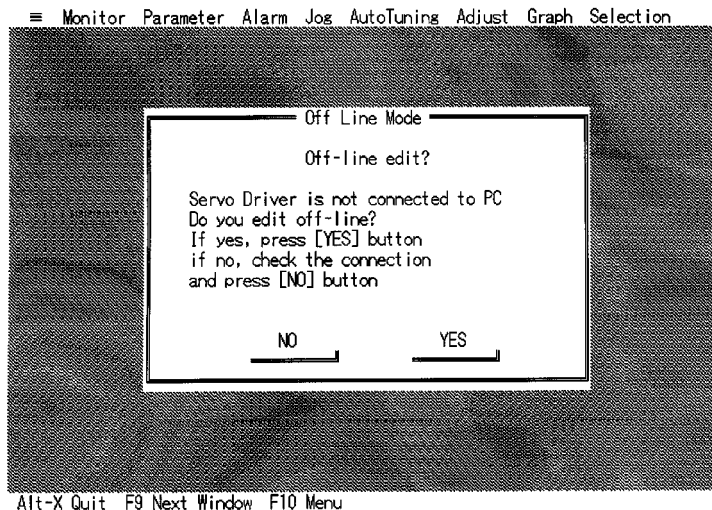 ≡ Monitor Parameter Alarm Jog AutoTuning Adjust Graph Selection
Off Line Mode
Off-line edit?
Servo Driver is not connected to PC
Do you edit off-line?
If yes, press [YES] button
if no, check the connection
and press [NO] button
NO YES
Alt-X Quit F9 Next Window F10 Menu